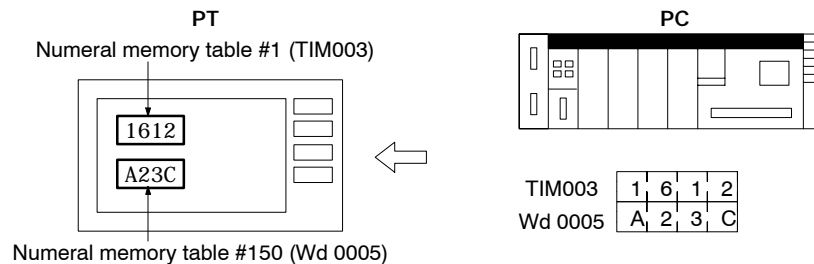 PT
Numeral memory table #1 (TIM003)
1612
A23C
Numeral memory table #150 (Wd 0005)
PC
TIM003 1 6 1 2
Wd 0005 A 2 3 C